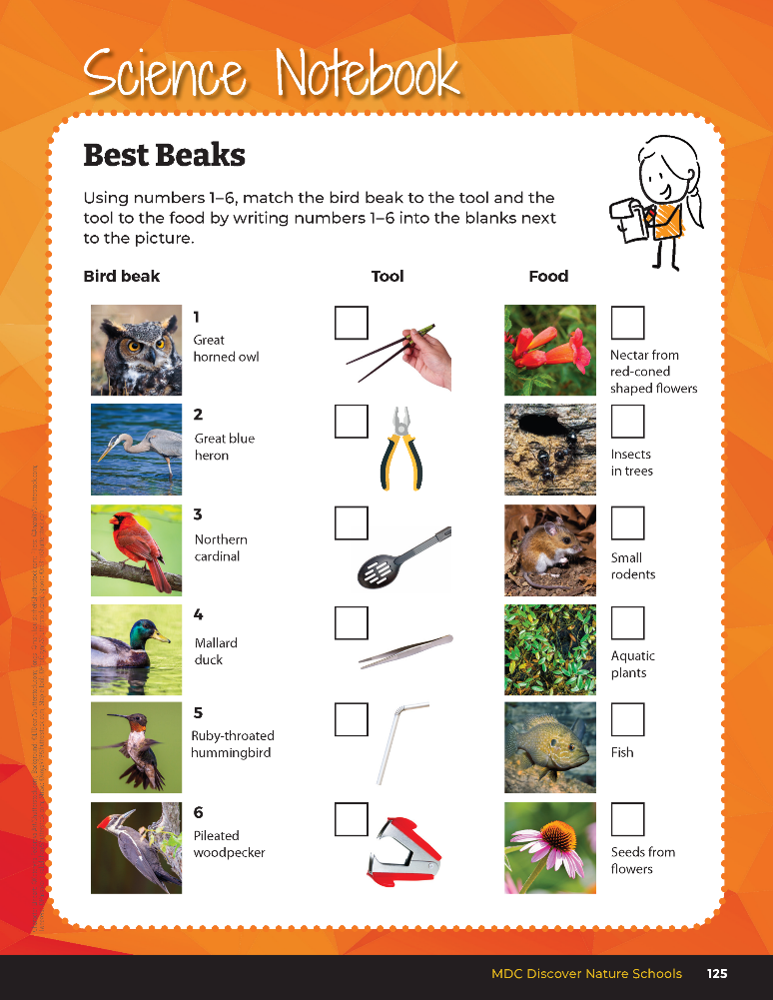 Science Notebook
Best Beaks
Using numbers 1–6, match the bird beak to the tool and the
tool to the food by writing numbers 1–6 into the blanks next
to the picture.
Bird beak
Tool
Food
1
Great
horned owl
Nectar from
red-coned
shaped flowers
2
Great blue
heron
Insects
in trees
3
Northern
cardinal
Small
rodents
4
Mallard
duck
Aquatic
plants
5
Ruby-throated
hummingbird
Fish
6
Pileated
woodpecker
Seeds from
flowers
MDC Discover Nature Schools 125